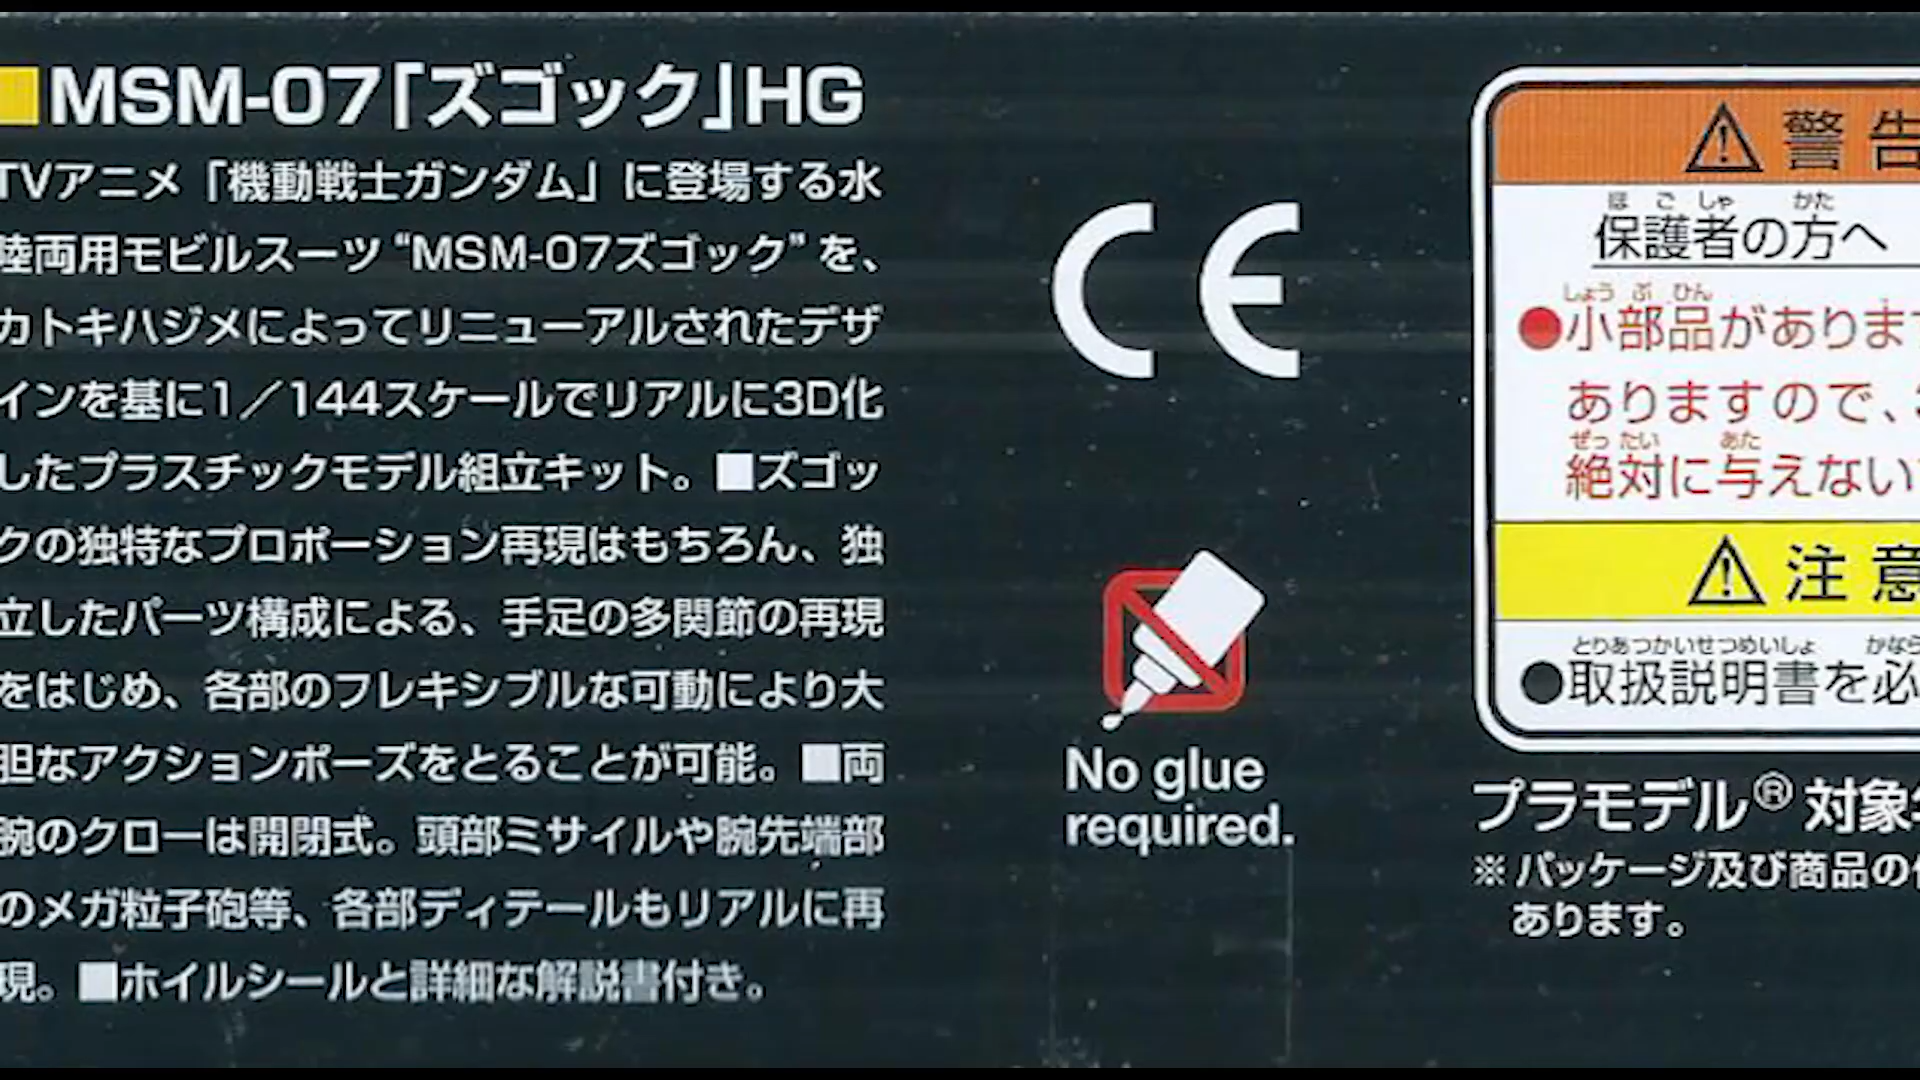 ■MSM-07「ズゴック」HG
TVアニメ「機動戦士ガンダム」に登場する水
陸両用モビルスーツ“MSM-07ズゴック”を、
カトキハジメによってリニューアルされたデザ
インを基に1／144スケールでリアルに3D化
したプラスチックモデル組立キット。■ズゴッ
クの独特なプロポーション再現はもちろん、独
立したパーツ構成による、手足の多関節の再現
をはじめ、各部のフレキシブルな可動により大
胆なアクションポーズをとることが可能。■両
腕のクローは開閉式。頭部ミサイルや腕先端部
のメガ粒子砲等、各部ディテールもリアルに再
現。■ホイルシールと詳細な解説書付き。
CE
No glue
required.
⚠警告
ほごしゃ かた
保護者の方へ
しょうぶひん
●小部品がありま
ありますので、
ぜったい あた
絶対に与えない
⚠注意
とりあつかいせつめいしょ かなら
●取扱説明書を必
プラモデル®対象
※パッケージ及び商品の
あります。